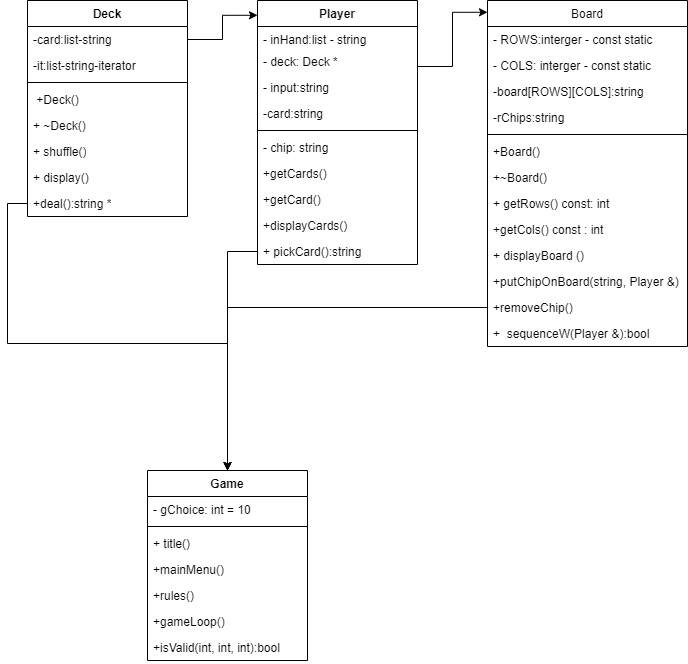 Deck
-card:list-string
-it:list-string-iterator
+Deck()
+ ~Deck()
+ shuffle()
+ display()
+deal():string *
Player
- inHand:list - string
- deck: Deck *
- input:string
-card:string
- chip: string
+getCards()
+getCard()
+displayCards()
+ pickCard():string
Board
- ROWS:interger - const static
- COLS: interger - const static
-board[ROWS][COLS]:string
-rChips:string
+Board()
+~Board()
+ getRows() const: int
+getCols() const : int
+ displayBoard ()
+putChipOnBoard(string, Player &)
+removeChip()
+ sequenceW(Player &):bool
Game
- gChoice: int = 10
+ title()
+mainMenu()
+rules()
+gameLoop()
+isValid(int, int, int):bool